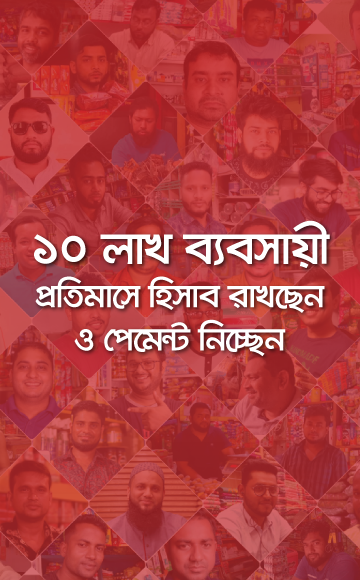 ১০ লাখ ব্যবসায়ী
প্রতিমাসে হিসাব রাখছেন
ও পেমেন্ট নিচ্ছেন